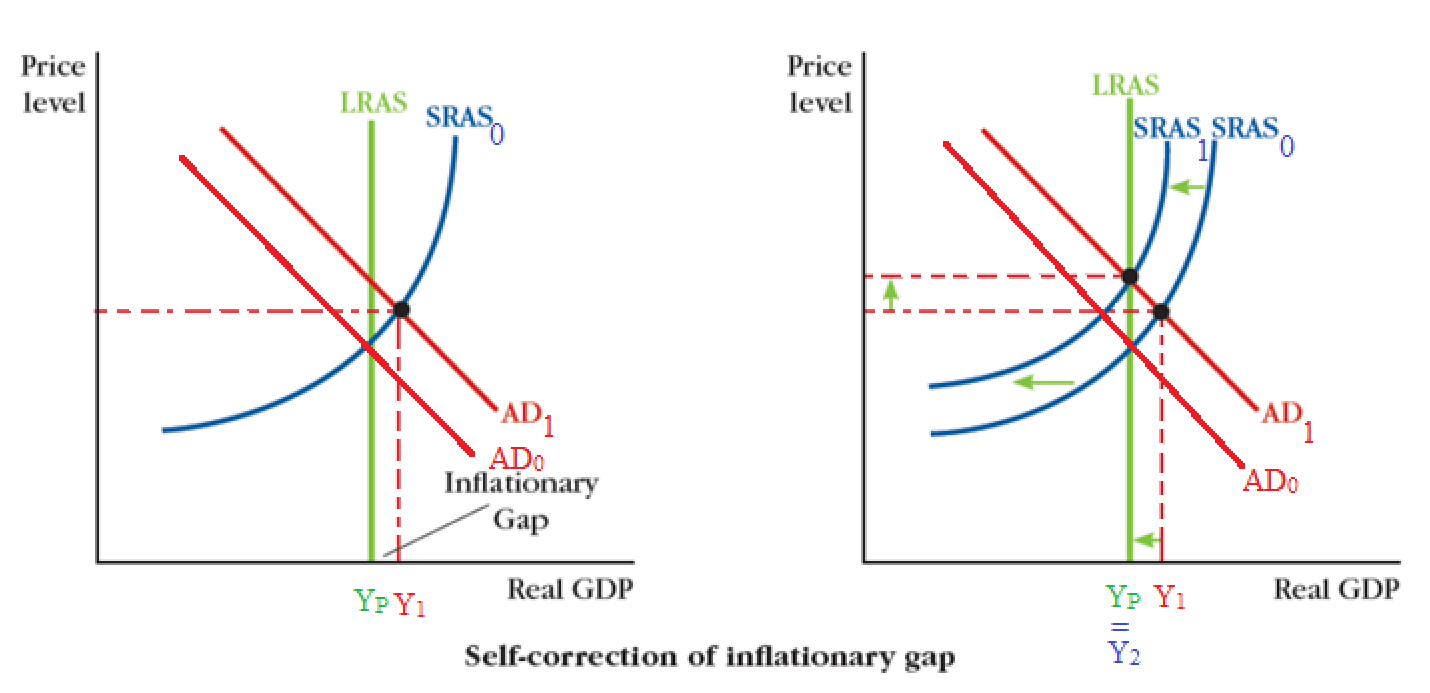 Price
level
LRAS
SRAS0
AD1
AD0
Inflationary
Gap
YP Y1
Real GDP
Price
level
LRAS
SRAS1 SRAS0
AD1
AD0
YP Y1
=
Y2
Real GDP
Self-correction of inflationary gap